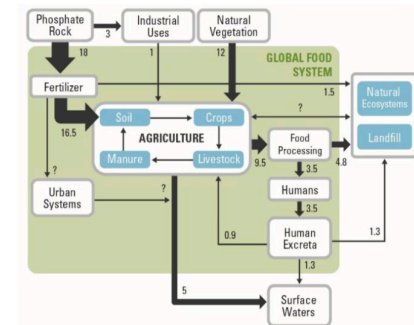 Phosphate
Rock
3
Industrial
Uses
Natural
Vegetation
18
1
12
GLOBAL FOOD
SYSTEM
Fertilizer
1.5
Natural
Ecosystems
Landfill
?
16.5
Soil
Crops
AGRICULTURE
Manure
Livestock
9.5
Food
Processing
4.8
3.5
Humans
3.5
?
Urban
Systems
?
0.9
Human
Excreta
1.3
1.3
5
Surface
Waters